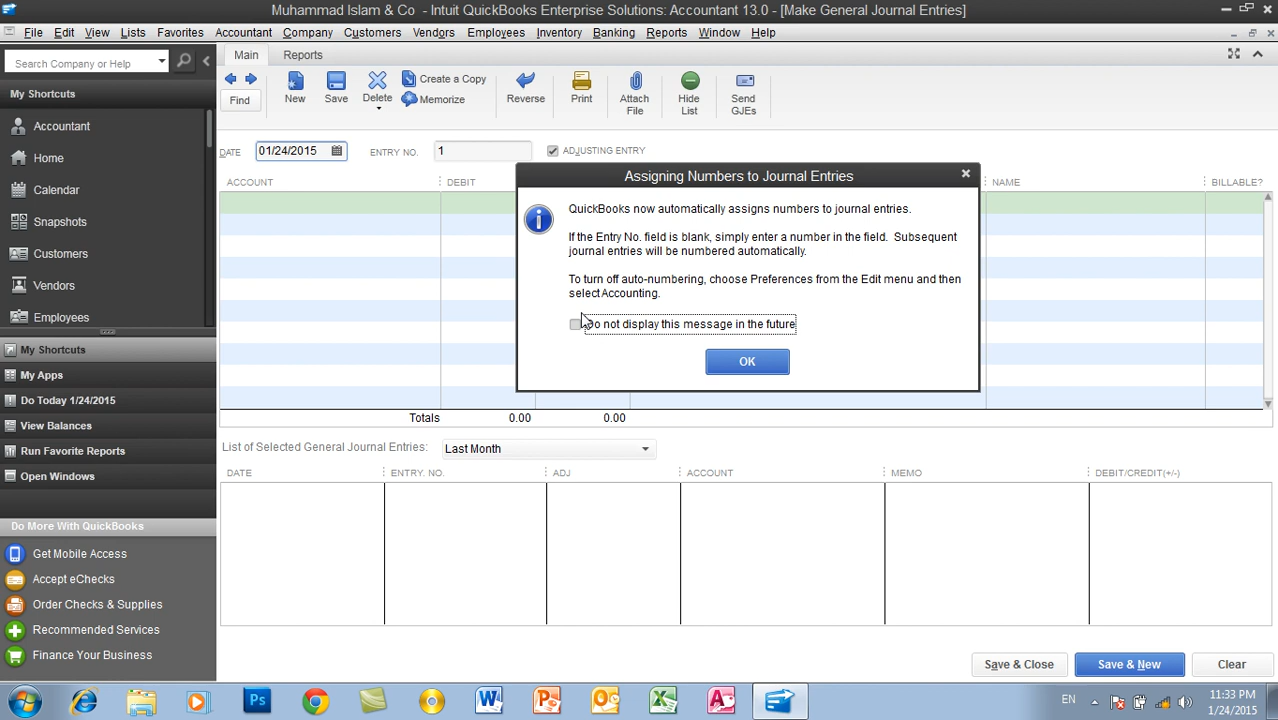 Muhammad Islam & Co - Intuit QuickBooks Enterprise Solutions: Accountant 13.0 - [Make General Journal Entries]
File Edit View Lists Favorites Accountant Company Customers Vendors Employees Inventory Banking Reports Window Help
Search Company or Help
My Shortcuts
Accountant
Home
Calendar
Snapshots
Customers
Vendors
Employees
My Shortcuts
My Apps
Do Today 1/24/2015
View Balances
Run Favorite Reports
Open Windows
Do More With QuickBooks
Get Mobile Access
Accept eChecks
Order Checks & Supplies
Recommended Services
Finance Your Business
Main Reports
Find
New
Save
Delete
Create a Copy
Memorize
Reverse
Print
Attach
File
Hide
List
Send
GJEs
DATE 01/24/2015 ENTRY NO. 1 ADJUSTING ENTRY
ACCOUNT DEBIT NAME BILLABLE?
Assigning Numbers to Journal Entries
QuickBooks now automatically assigns numbers to journal entries.
If the Entry No. field is blank, simply enter a number in the field. Subsequent
journal entries will be numbered automatically.
To turn off auto-numbering, choose Preferences from the Edit menu and then
select Accounting.
Do not display this message in the future
OK
Totals 0.00 0.00
List of Selected General Journal Entries: Last Month
DATE ENTRY. NO. ADJ ACCOUNT MEMO DEBIT/CREDIT(+/-)
Save & Close Save & New Clear
Ps
EN
11:33 PM
1/24/2015